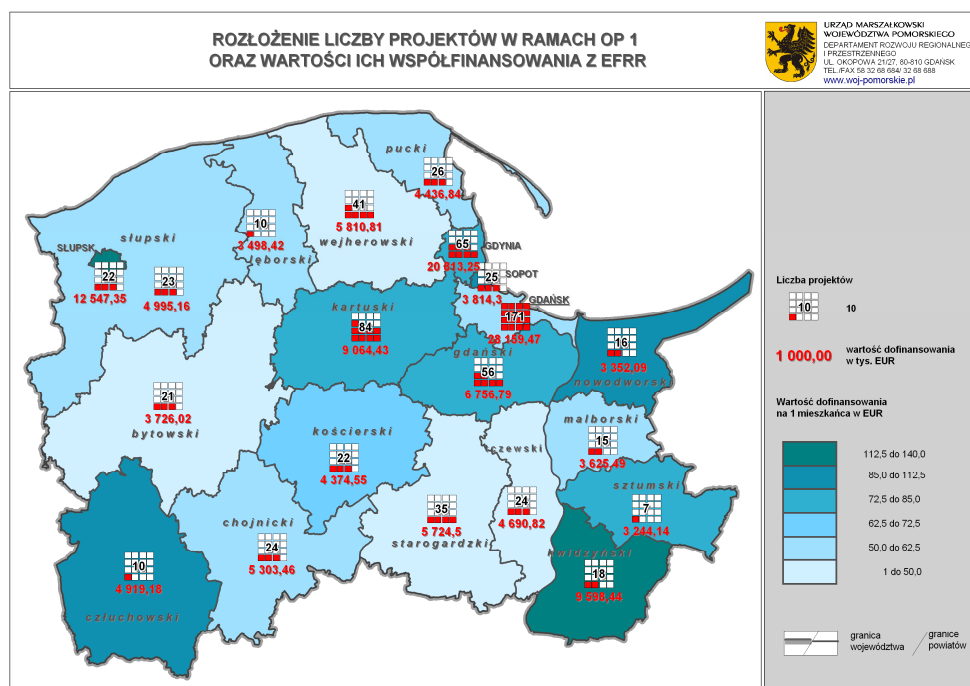 ROZŁOŻENIE LICZBY PROJEKTÓW W RAMACH OP 1
ORAZ WARTOŚCI ICH WSPÓŁFINANSOWANIA Z EFRR
URZĄD MARSZAŁKOWSKI
WOJEWÓDZTWA POMORSKIEGO
DEPARTAMENT ROZWOJU REGIONALNEG
I PRZESTRZENNEGO
UL. OKOPOWA 21/27, 80-810 GDAŃSK
TEL./FAX 58 32 68 684/ 32 68 688
www.woj-pomorskie.pl
pucki
26
4 436,84
41
5 810,81
wejherowski
10
3 498,42
lęborski
słupski
SŁUPSK
22
12 547,35
23
4 995,16
65
GDYNIA
20 813,25
25
SOPOT
3 814,3
GDAŃSK
171
28 159,47
kartuski
84
9 064,43
gdański
56
6 756,79
16
3 352,09
nowodworski
21
3 726,02
bytowski
kościerski
22
4 374,55
malborski
15
3 625,49
czewski
24
4 690,82
sztumski
7
3 244,14
35
5 724,5
starogardzki
chojnicki
24
5 303,46
kwidzyński
18
9 598,44
10
4 919,18
człuchowski
Liczba projektów
10
10
1 000,00
wartość dofinansowania
w tys. EUR
Wartość dofinansowania
na 1 mieszkańca w EUR
112,5 do 140,0
85,0 do 112,5
72,5 do 85,0
62,5 do 72,5
50,0 do 62,5
1 do 50,0
granica
województwa
granice
powiatów